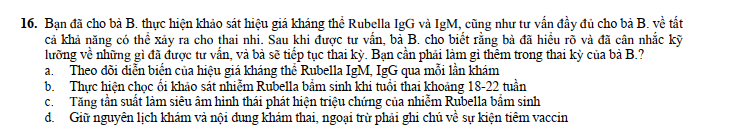 16. Bạn đã cho bà B. thực hiện khảo sát hiệu giá kháng thể Rubella IgG và IgM, cũng như tư vấn đầy đủ cho bà B. về tất
cả khả năng có thể xảy ra cho thai nhi. Sau khi được tư vấn, bà B. cho biết rằng bà đã hiểu rõ và đã cân nhắc kỹ
lưỡng về những gì đã được tư vấn, và bà sẽ tiếp tục thai kỳ. Bạn cần phải làm gì thêm trong thai kỳ của bà B.?
a. Theo dõi diễn biến của hiệu giá kháng thể Rubella IgM, IgG qua mỗi lần khám
b. Thực hiện chọc ối khảo sát nhiễm Rubella bẩm sinh khi tuổi thai khoảng 18-22 tuần
c. Tăng tần suất làm siêu âm hình thái phát hiện triệu chứng của nhiễm Rubella bẩm sinh
d. Giữ nguyên lịch khám và nội dung khám thai, ngoại trừ phải ghi chú về sự kiện tiêm vaccin